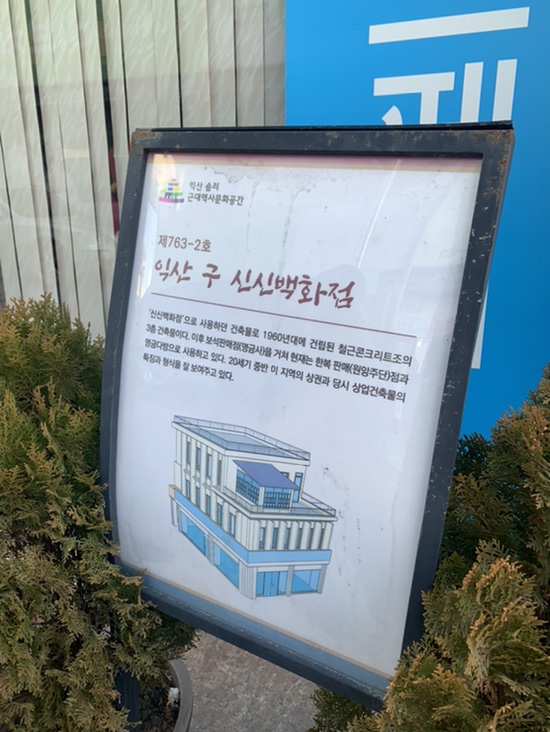 익산 솜리
근대역사문화공간
제763-2호
익산 구 신신백화점
'신신백화점'으로 사용하던 건축물로 1960년대에 건립된 철근콘크리트조의
3층 건축물이다. 이후 보석판매점(명금사)을 거쳐 현재는 한복 판매(원앙주단)점과
명금다방으로 사용하고 있다. 20세기 중반 이 지역의 상권과 당시 상업건축물의
특징과 형식을 잘 보여주고 있다.